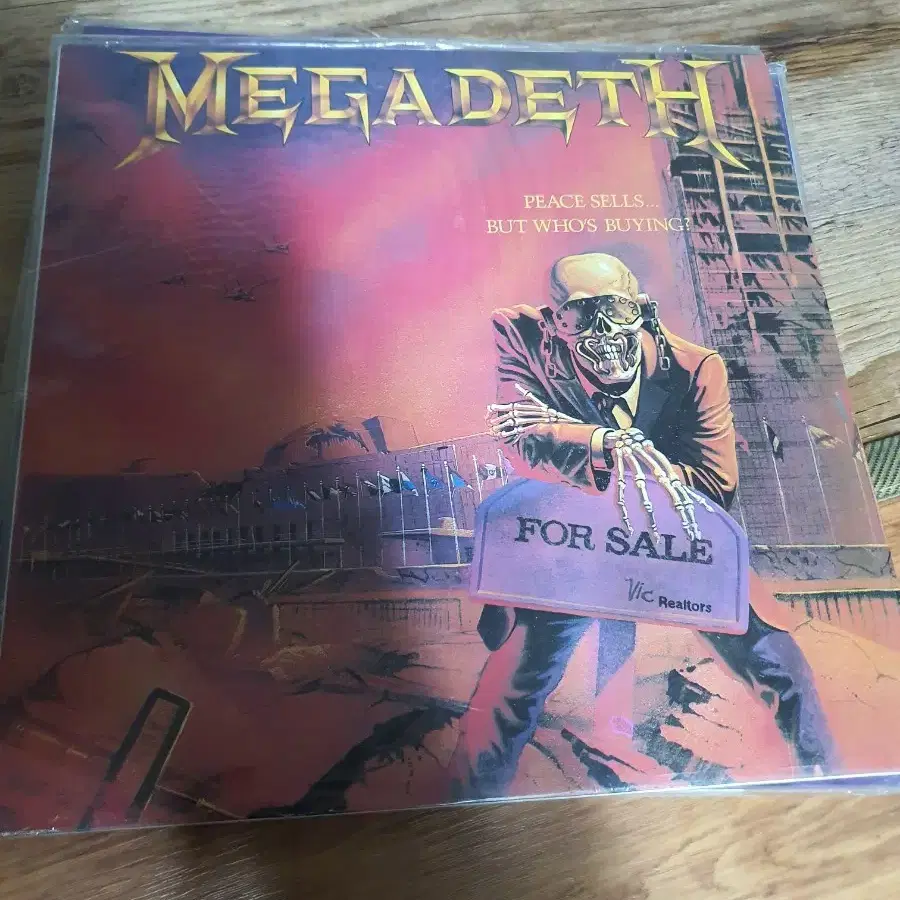 MEGADETH
PEACE SELLS...
BUT WHO'S BUYING?
FOR SALE
Vic Realtors